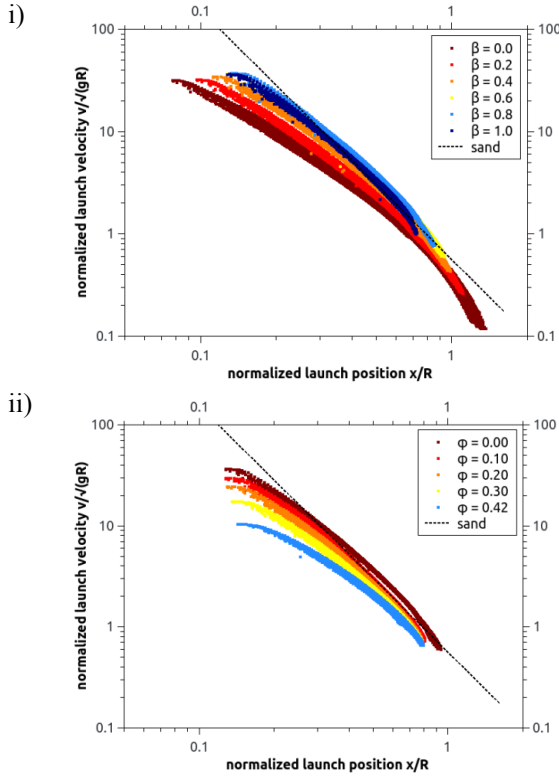 i)
0.1 1
100 100
10 10
1 1
0.1 0.1
0.1 1
normalized launch velocity v/√(gR)
normalized launch position x/R
β = 0.0
β = 0.2
β = 0.4
β = 0.6
β = 0.8
β = 1.0
sand
ii)
0.1 1
100 100
10 10
1 1
0.1 0.1
0.1 1
normalized launch velocity v/√(gR)
normalized launch position x/R
φ = 0.00
φ = 0.10
φ = 0.20
φ = 0.30
φ = 0.42
sand